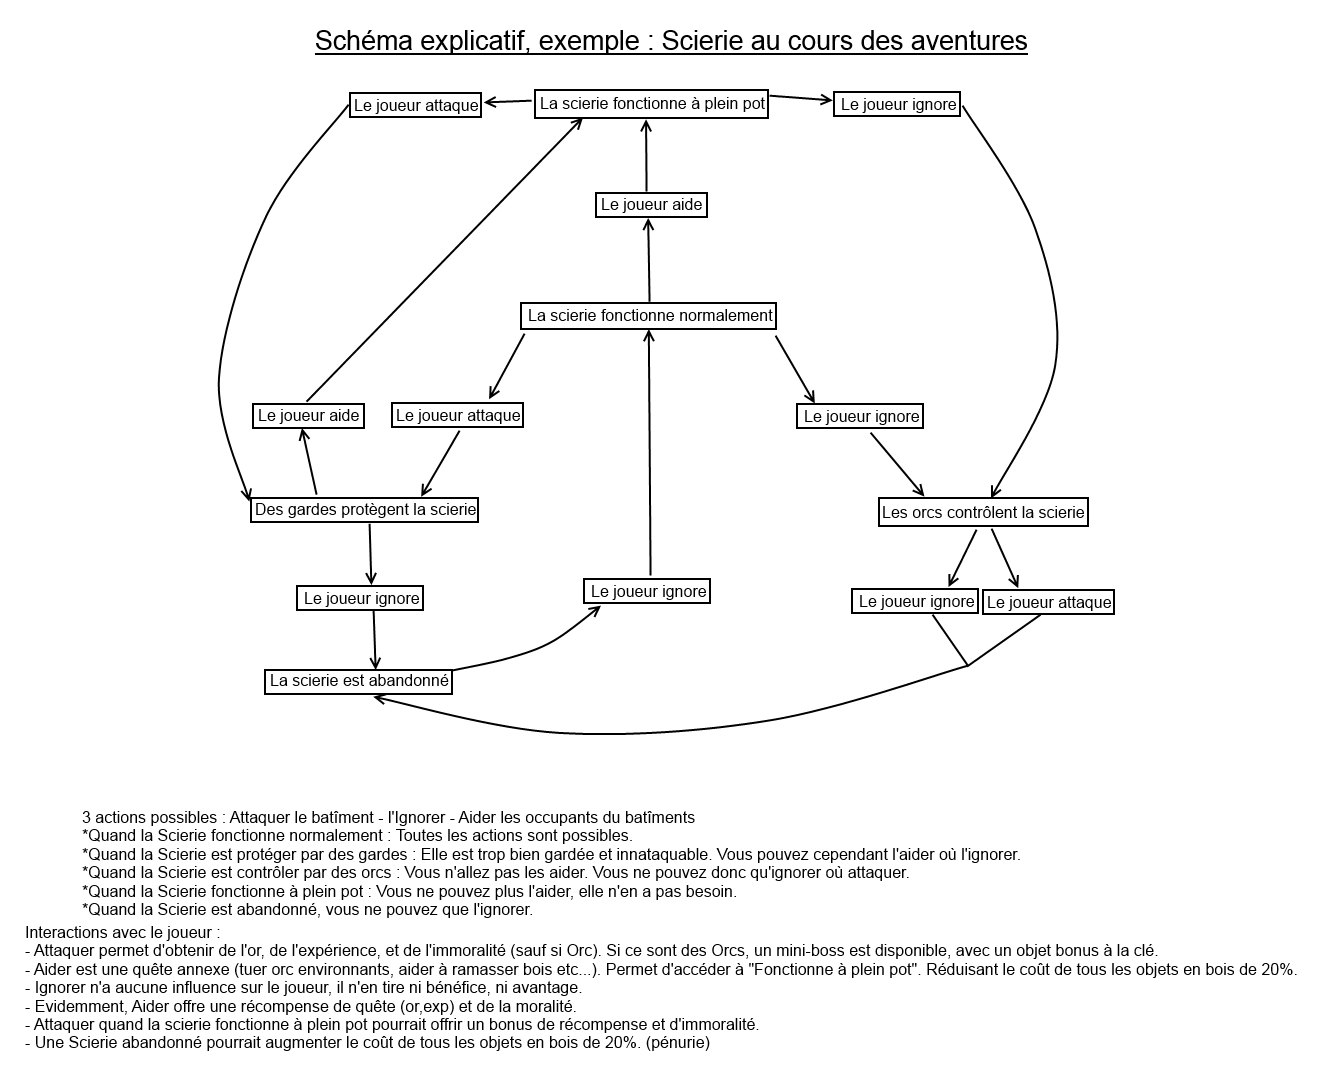 Schéma explicatif, exemple : Scierie au cours des aventures
Le joueur attaque
La scierie fonctionne à plein pot
Le joueur ignore
Le joueur aide
La scierie fonctionne normalement
Le joueur aide
Le joueur attaque
Le joueur ignore
Des gardes protègent la scierie
Les orcs contrôlent la scierie
Le joueur ignore
Le joueur ignore
Le joueur ignore
Le joueur attaque
La scierie est abandonné
3 actions possibles : Attaquer le batîment - l'Ignorer - Aider les occupants du batîments
*Quand la Scierie fonctionne normalement : Toutes les actions sont possibles.
*Quand la Scierie est protéger par des gardes : Elle est trop bien gardée et innataquable. Vous pouvez cependant l'aider où l'ignorer.
*Quand la Scierie est contrôler par des orcs : Vous n'allez pas les aider. Vous ne pouvez donc qu'ignorer où attaquer.
*Quand la Scierie fonctionne à plein pot : Vous ne pouvez plus l'aider, elle n'en a pas besoin.
*Quand la Scierie est abandonné, vous ne pouvez que l'ignorer.
Interactions avec le joueur :
- Attaquer permet d'obtenir de l'or, de l'expérience, et de l'immoralité (sauf si Orc). Si ce sont des Orcs, un mini-boss est disponible, avec un objet bonus à la clé.
- Aider est une quête annexe (tuer orc environnants, aider à ramasser bois etc...). Permet d'accéder à "Fonctionne à plein pot". Réduisant le coût de tous les objets en bois de 20%.
- Ignorer n'a aucune influence sur le joueur, il n'en tire ni bénéfice, ni avantage.
- Evidemment, Aider offre une récompense de quête (or,exp) et de la moralité.
- Attaquer quand la scierie fonctionne à plein pot pourrait offrir un bonus de récompense et d'immoralité.
- Une Scierie abandonné pourrait augmenter le coût de tous les objets en bois de 20%. (pénurie)